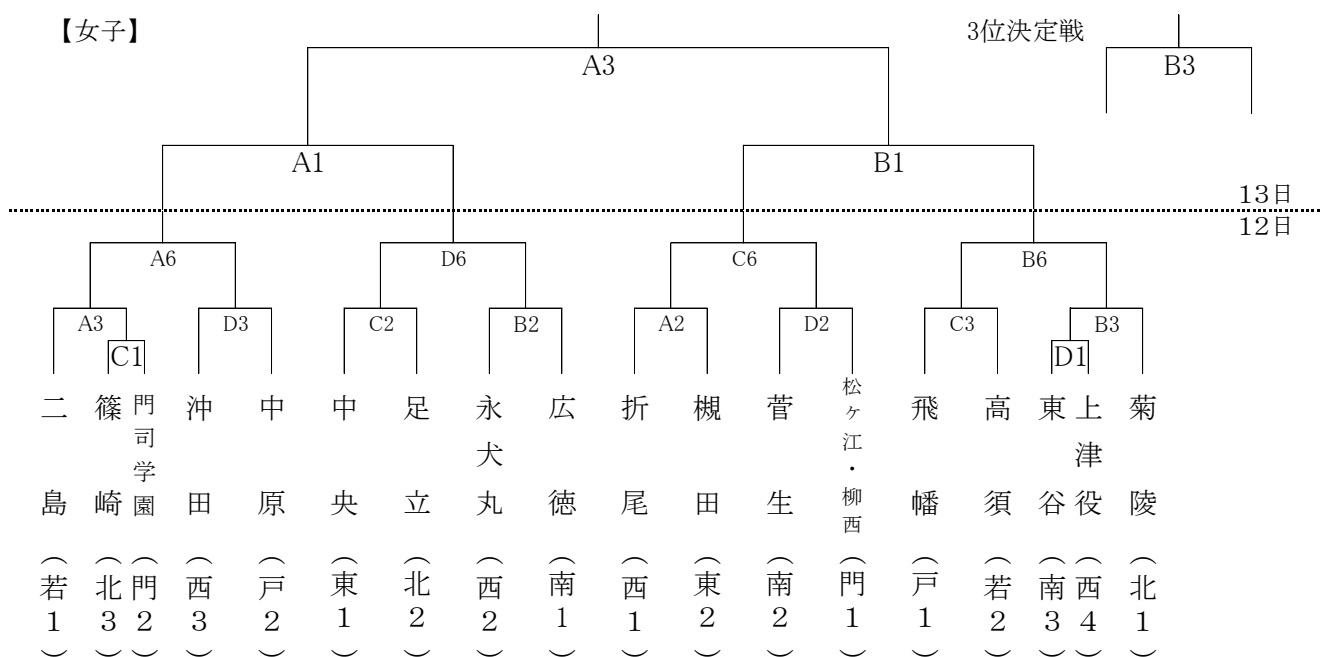 【女子】
3位決定戦
A3
B3
A1
B1
13日
12日
A6
D6
C6
B6
A3
D3
C2
B2
A2
D2
C3
B3
C1
D1
二島（若1）
篠崎（北3）
門司学園（門2）
沖田（西3）
中原（戸2）
中央（東1）
足立（北2）
永犬丸（西2）
広徳（南1）
折尾（西1）
槻田（東2）
菅生（南2）
松ヶ江・柳西（門1）
飛幡（戸1）
高須（若2）
東谷（南3）
上津役（西4）
菊陵（北1）